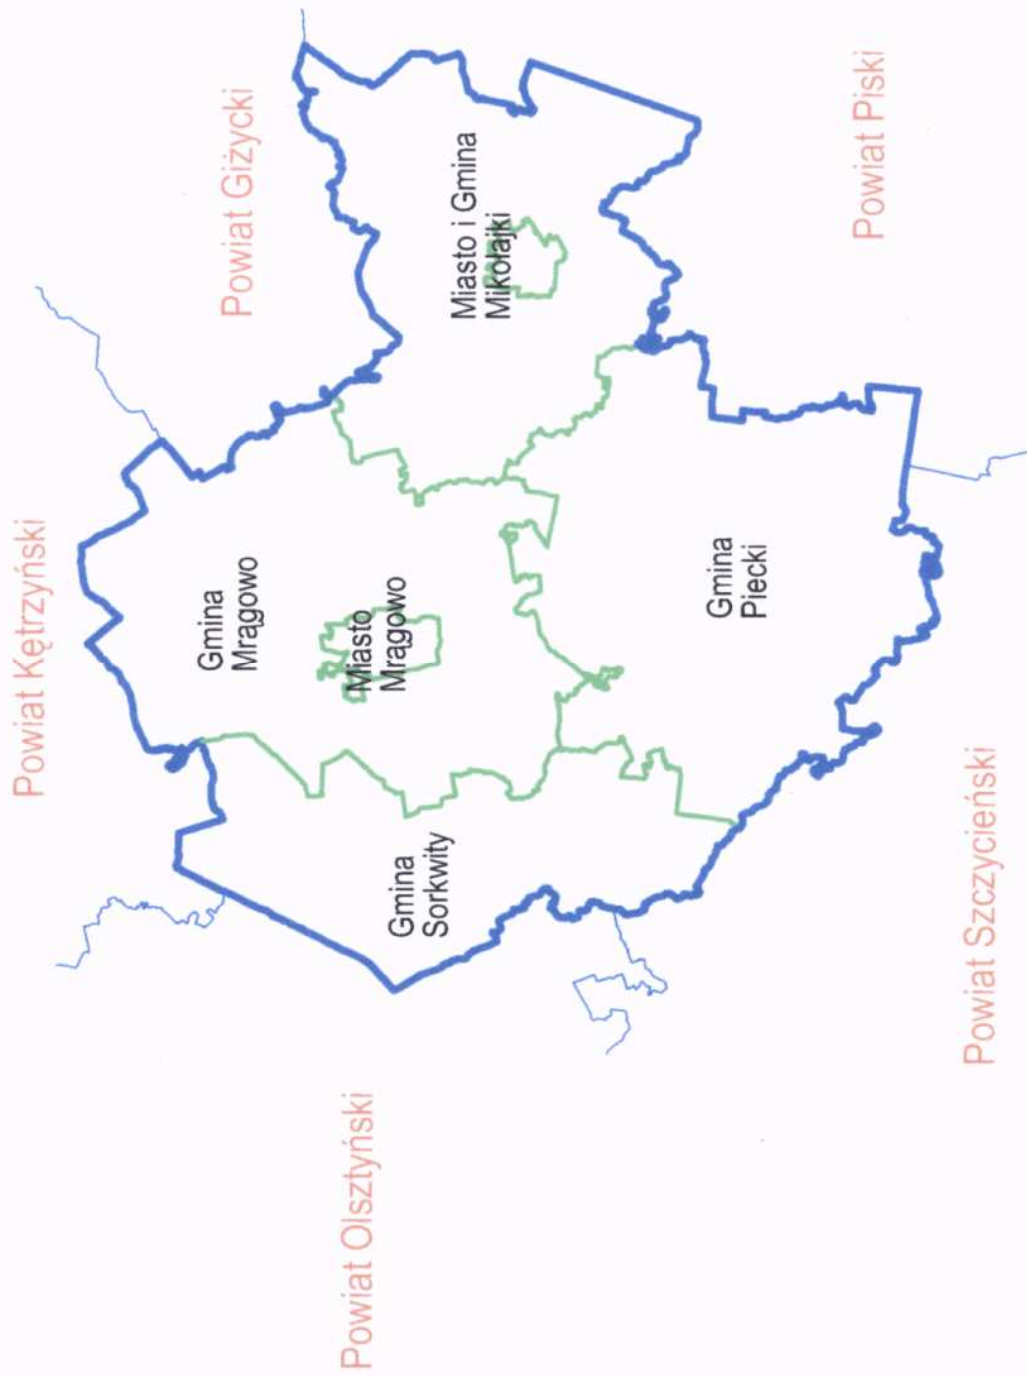 Powiat Kętrzyński
Powiat Giżycki
Gmina
Mrągowo
Miasto
Mrągowo
Miasto i Gmina
Mikołajki
Gmina
Sorkwity
Powiat Olsztyński
Gmina
Piecki
Powiat Piski
Powiat Szczycieński